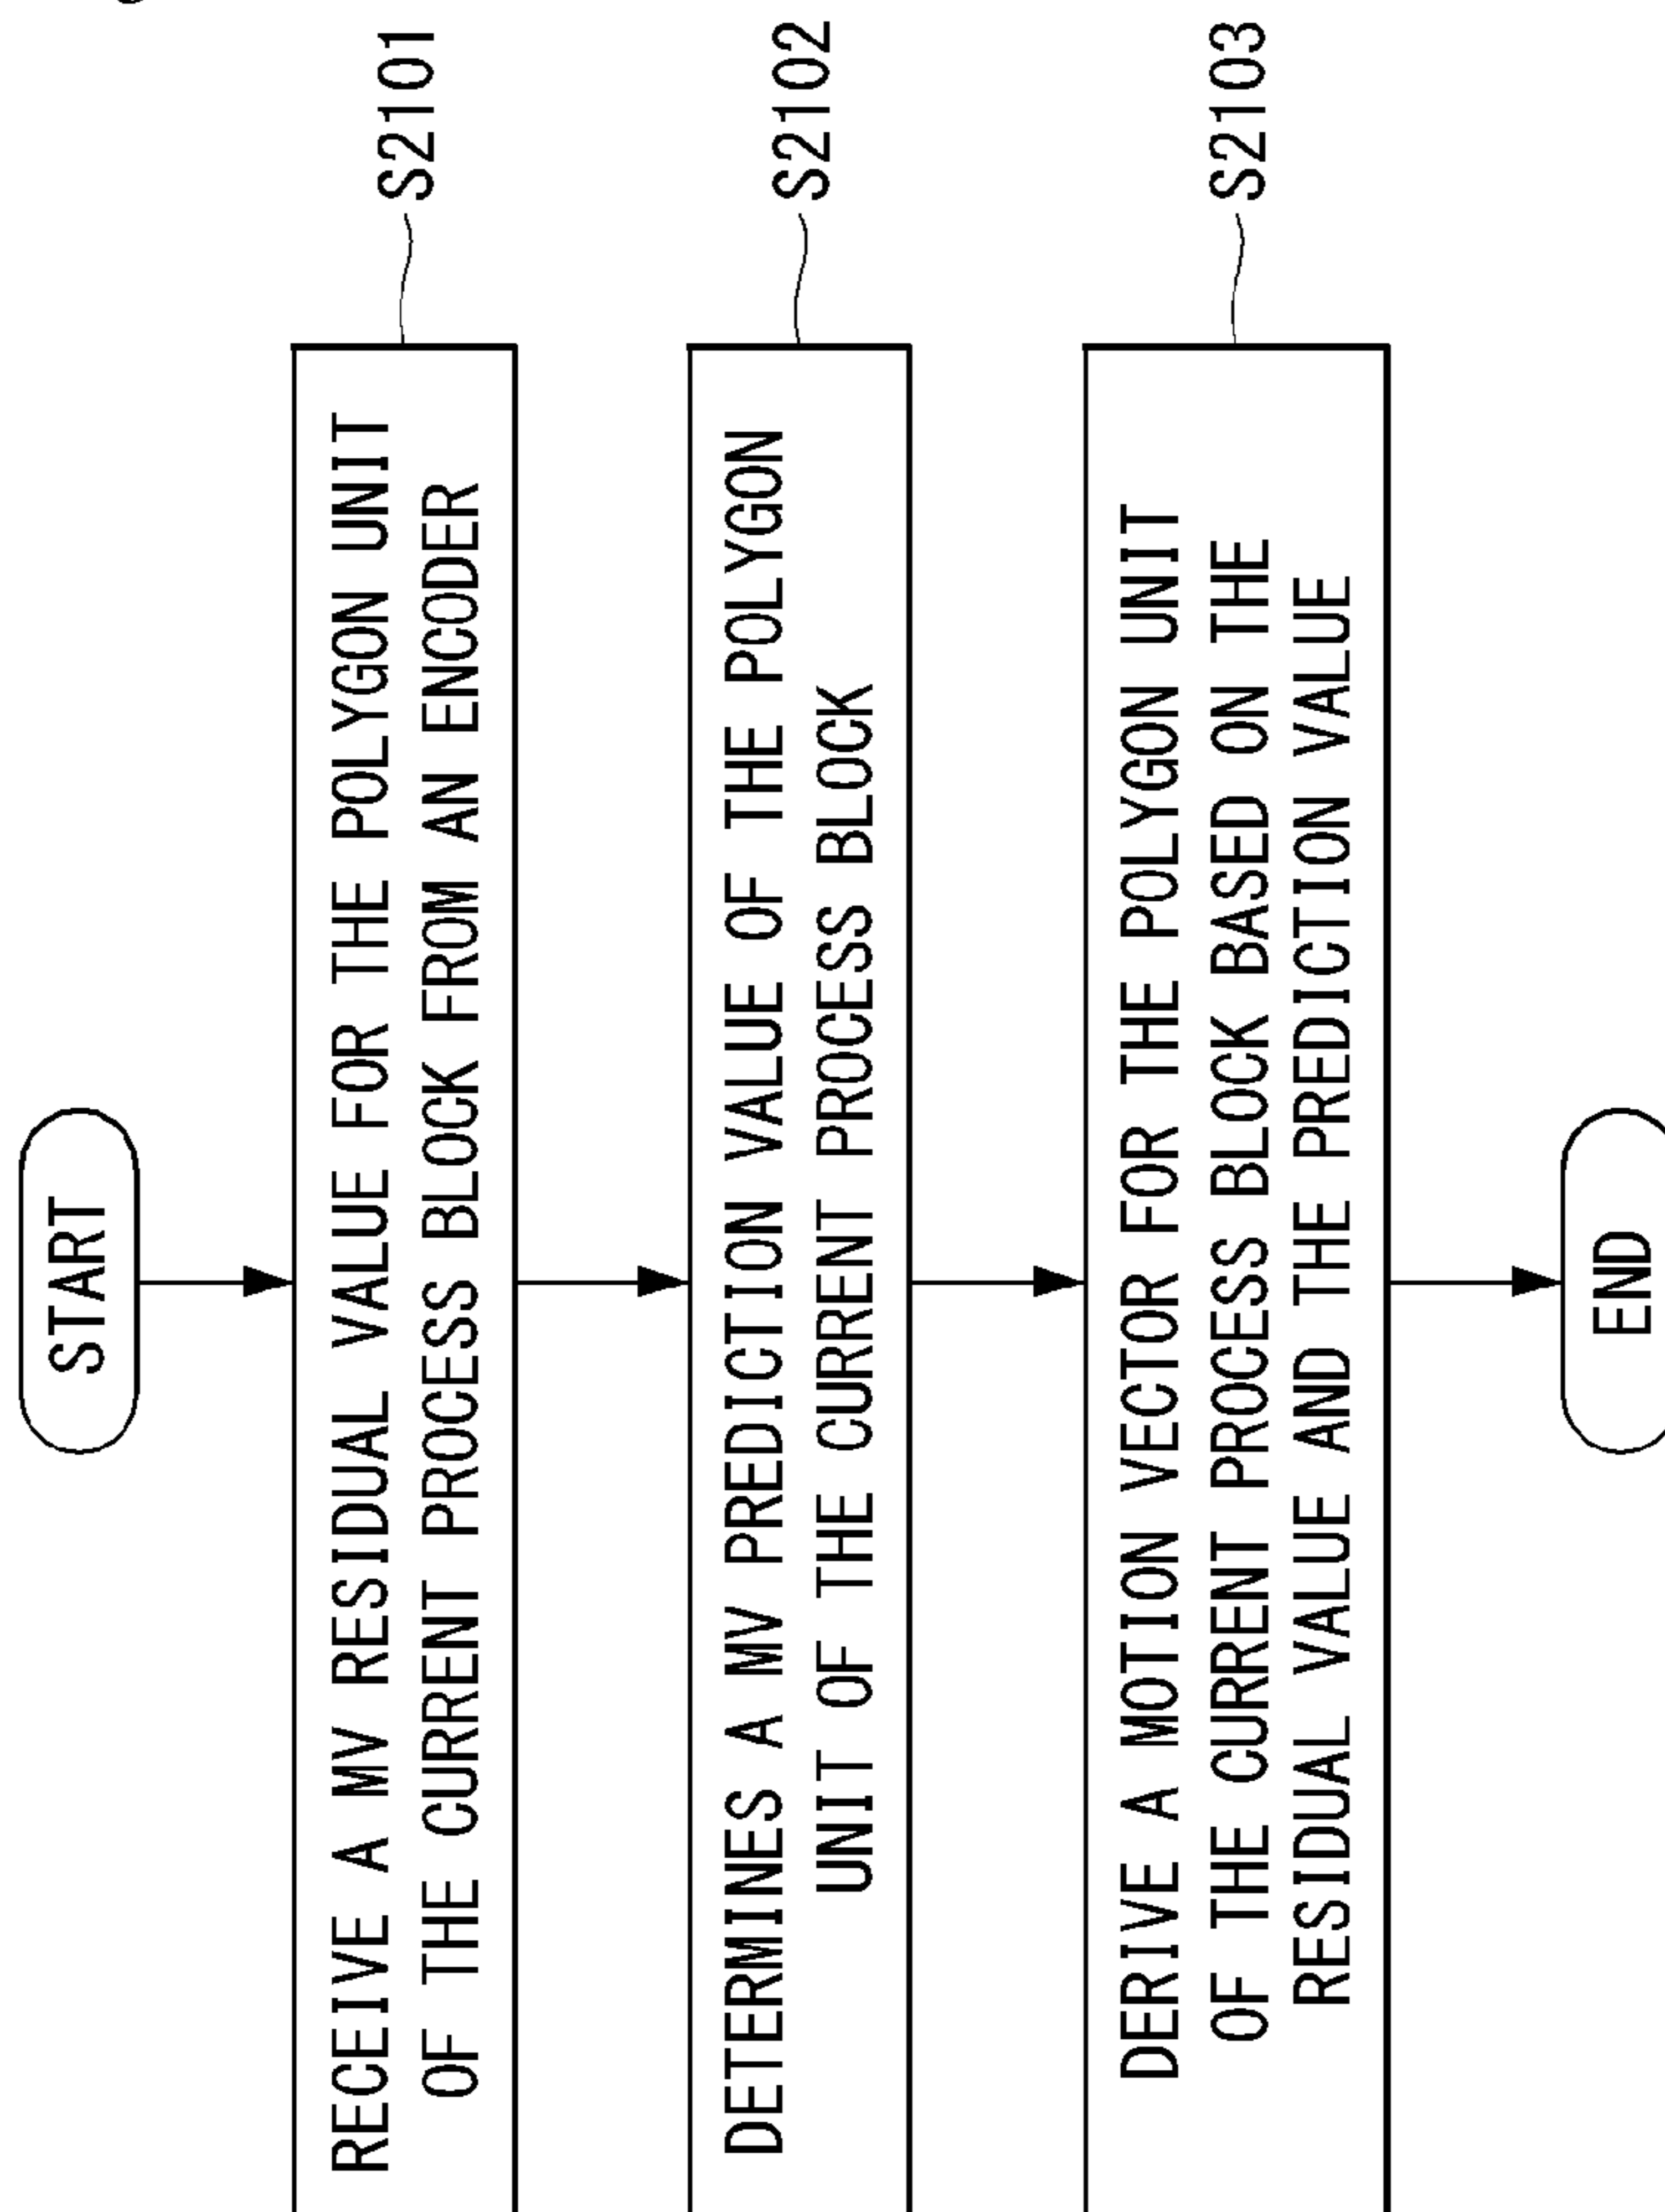 START
RECEIVE A MV RESIDUAL VALUE FOR THE POLYGON UNIT
OF THE CURRENT PROCESS BLOCK FROM AN ENCODER
S2101
DETERMINES A MV PREDICTION VALUE OF THE POLYGON
UNIT OF THE CURRENT PROCESS BLOCK
S2102
DERIVE A MOTION VECTOR FOR THE POLYGON UNIT
OF THE CURRENT PROCESS BLOCK BASED ON THE
RESIDUAL VALUE AND THE PREDICTION VALUE
S2103
END